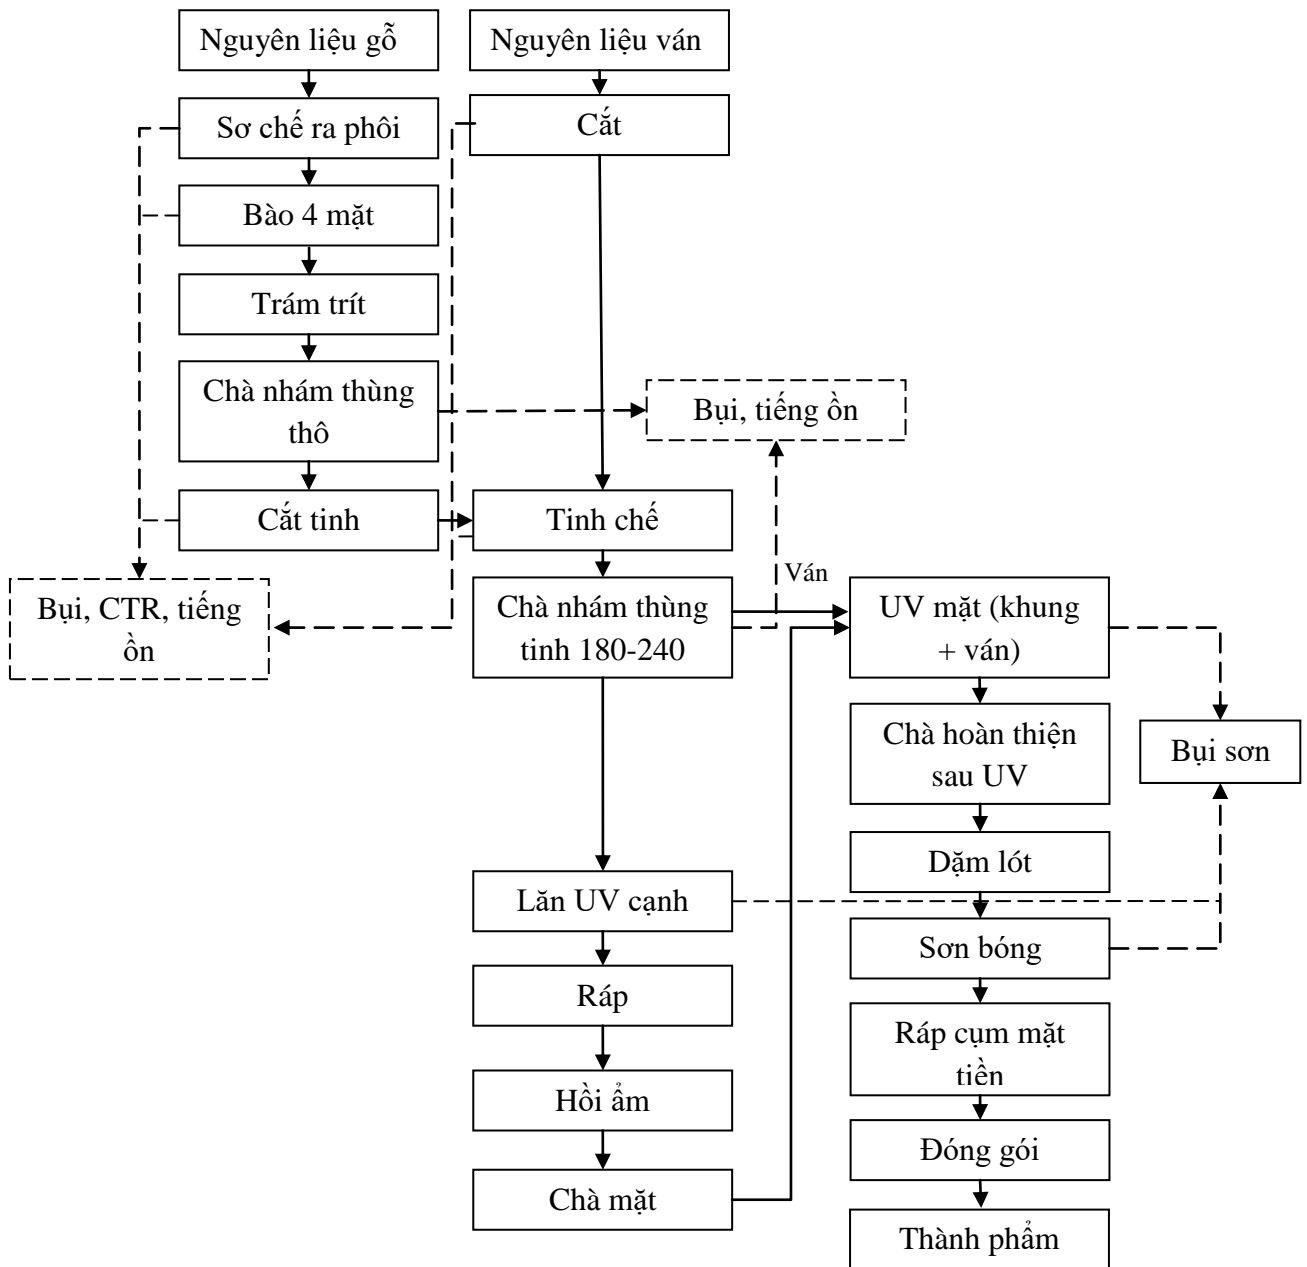 Nguyên liệu gỗ
Nguyên liệu ván
Sơ chế ra phôi
Cắt
Bào 4 mặt
Trám trít
Chà nhám thùng
thô
Bụi, tiếng ồn
Cắt tinh
Tinh chế
Bụi, CTR, tiếng
ồn
Chà nhám thùng
tinh 180-240
Ván
UV mặt (khung
+ ván)
Chà hoàn thiện
sau UV
Bụi sơn
Dặm lót
Lăn UV cạnh
Sơn bóng
Ráp
Ráp cụm mặt
tiền
Hồi ẩm
Đóng gói
Chà mặt
Thành phẩm